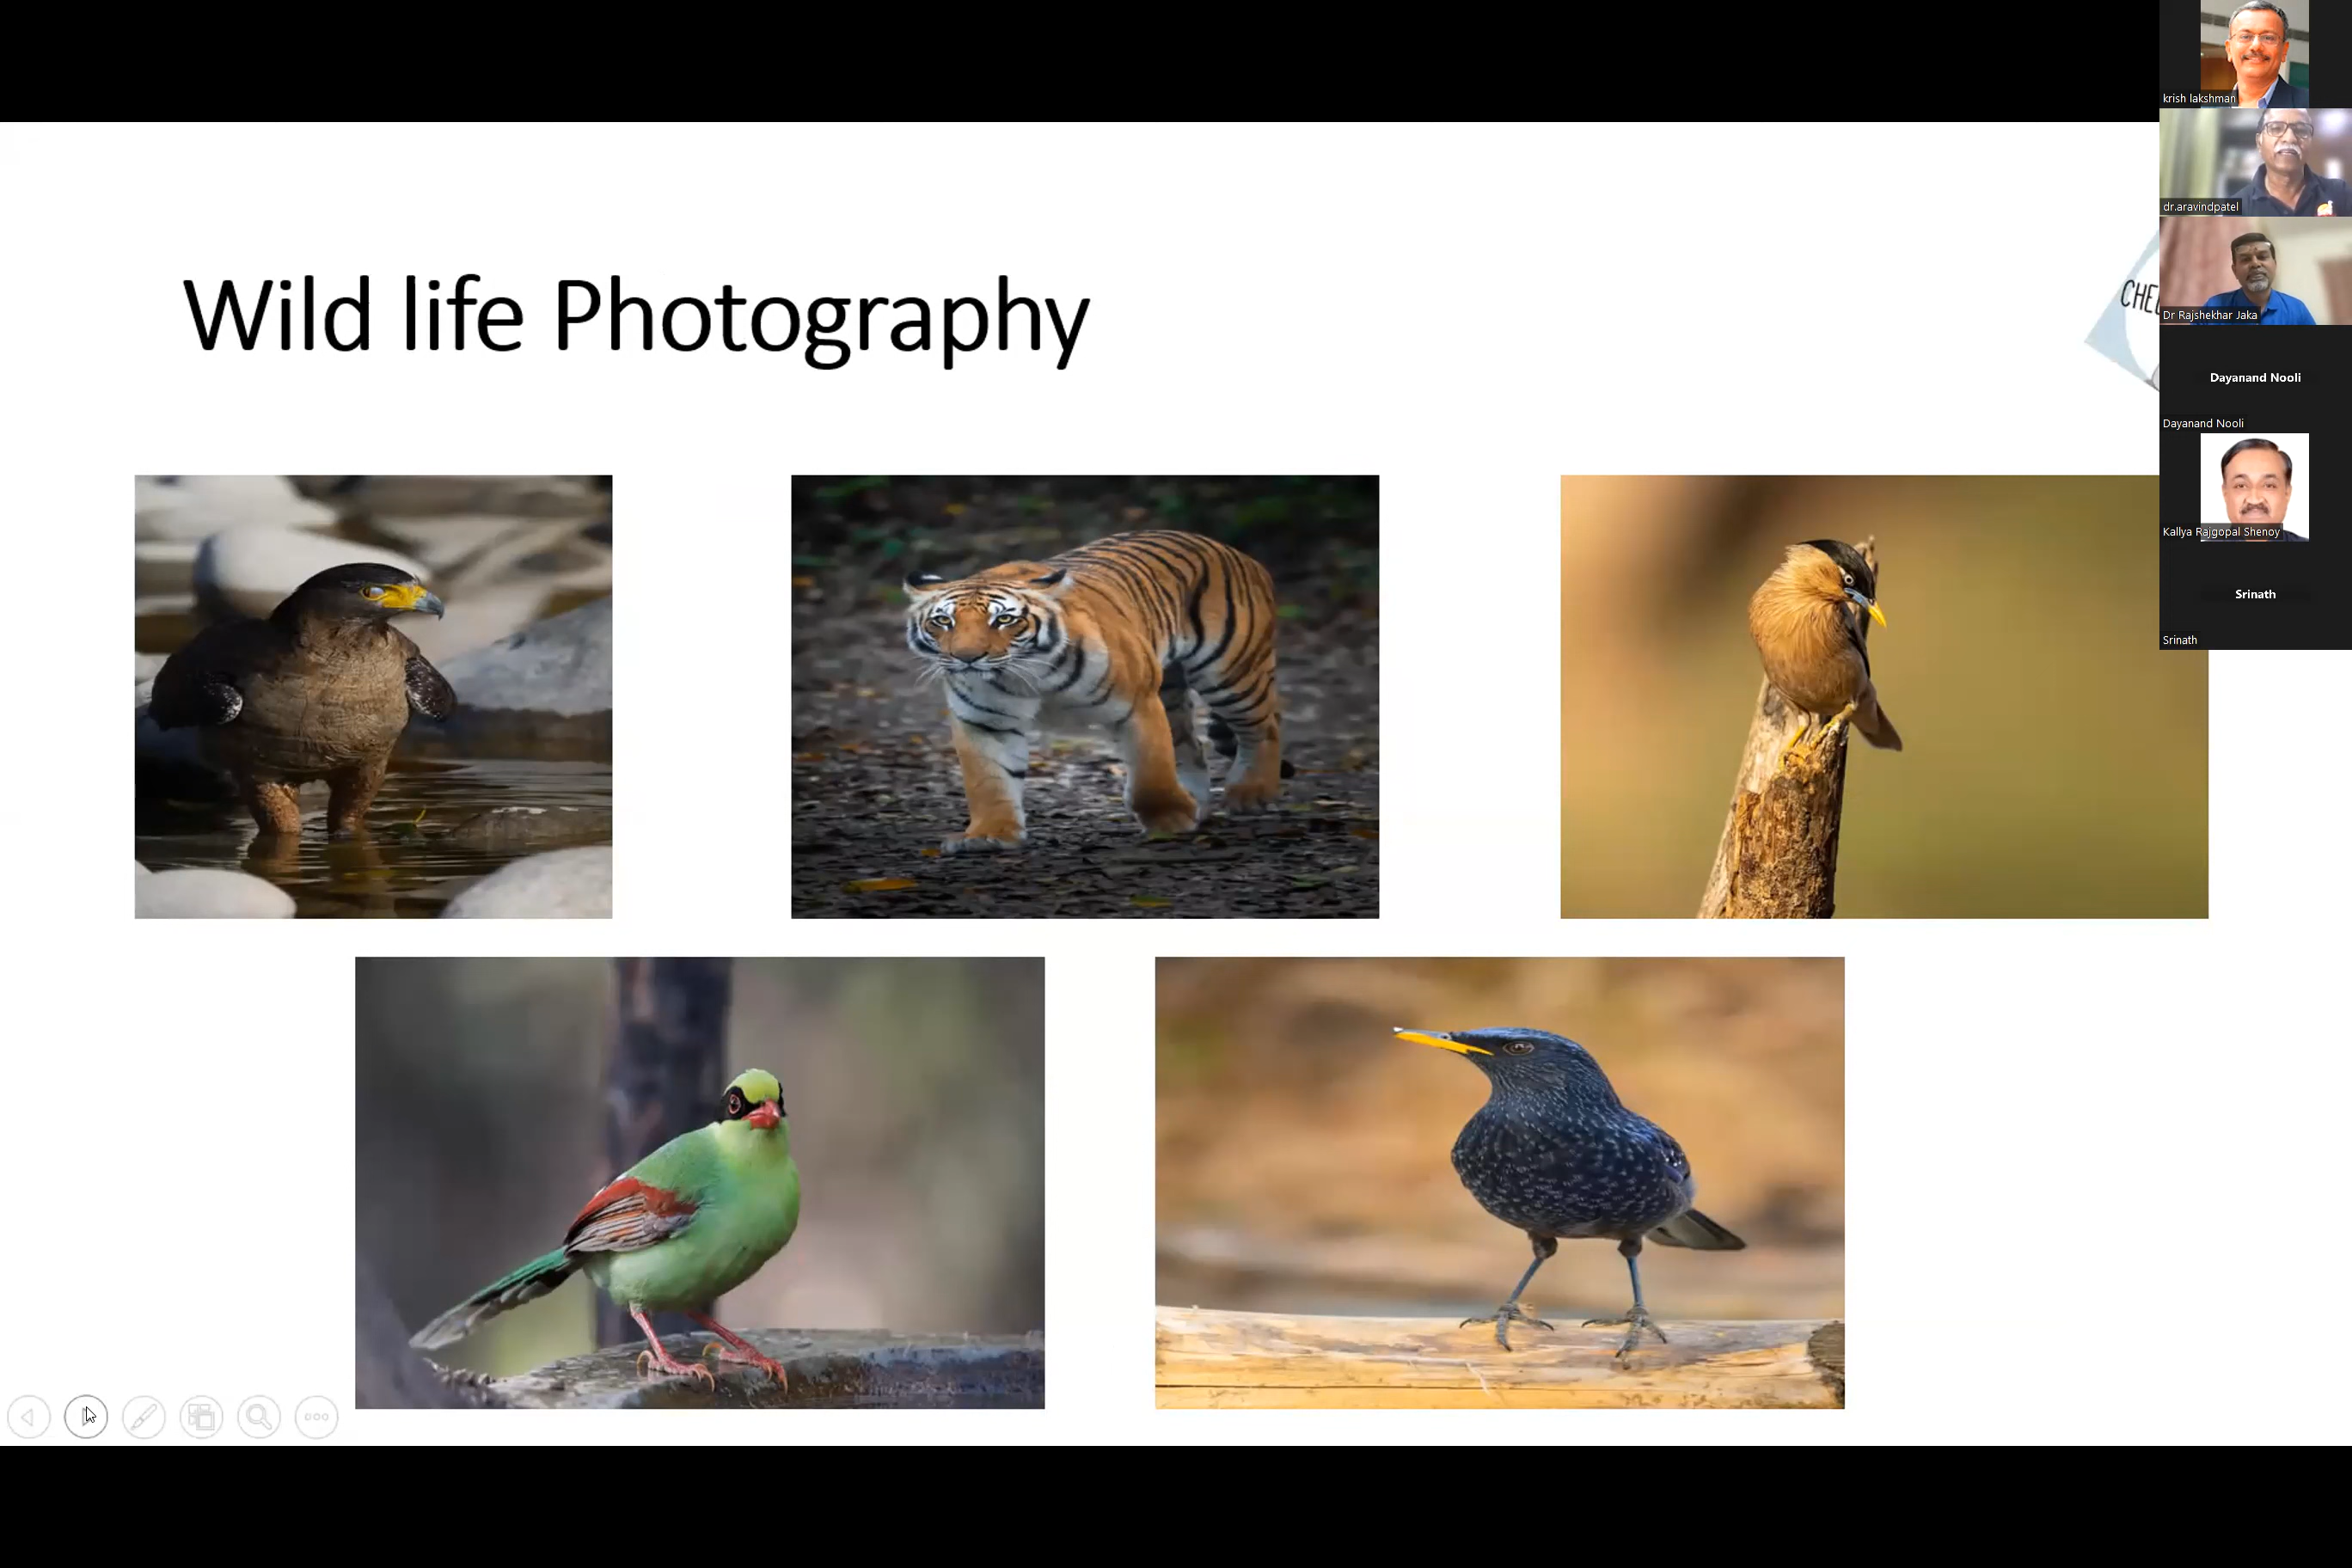 Wild life Photography
krish lakshman
dr.aravindpatel
Dr Rajshekhar Jaka
Dayanand Nooli
Dayanand Nooli
Kallya Rajgopal Shenoy
Srinath
Srinath